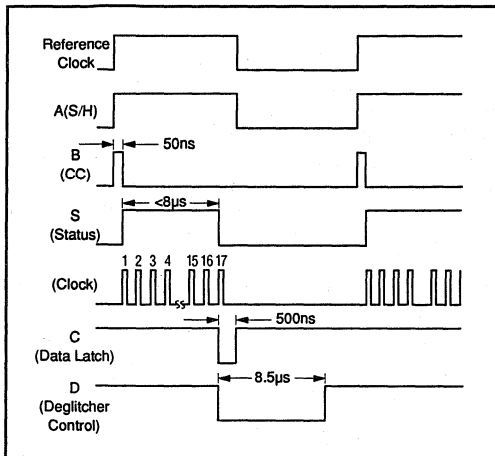 Reference
Clock
A(S/H)
50ns
B
(CC)
<8µs
S
(Status)
1 2 3 4 15 16 17
(Clock)
500ns
C
(Data Latch)
8.5µs
D
(Deglitcher
Control)